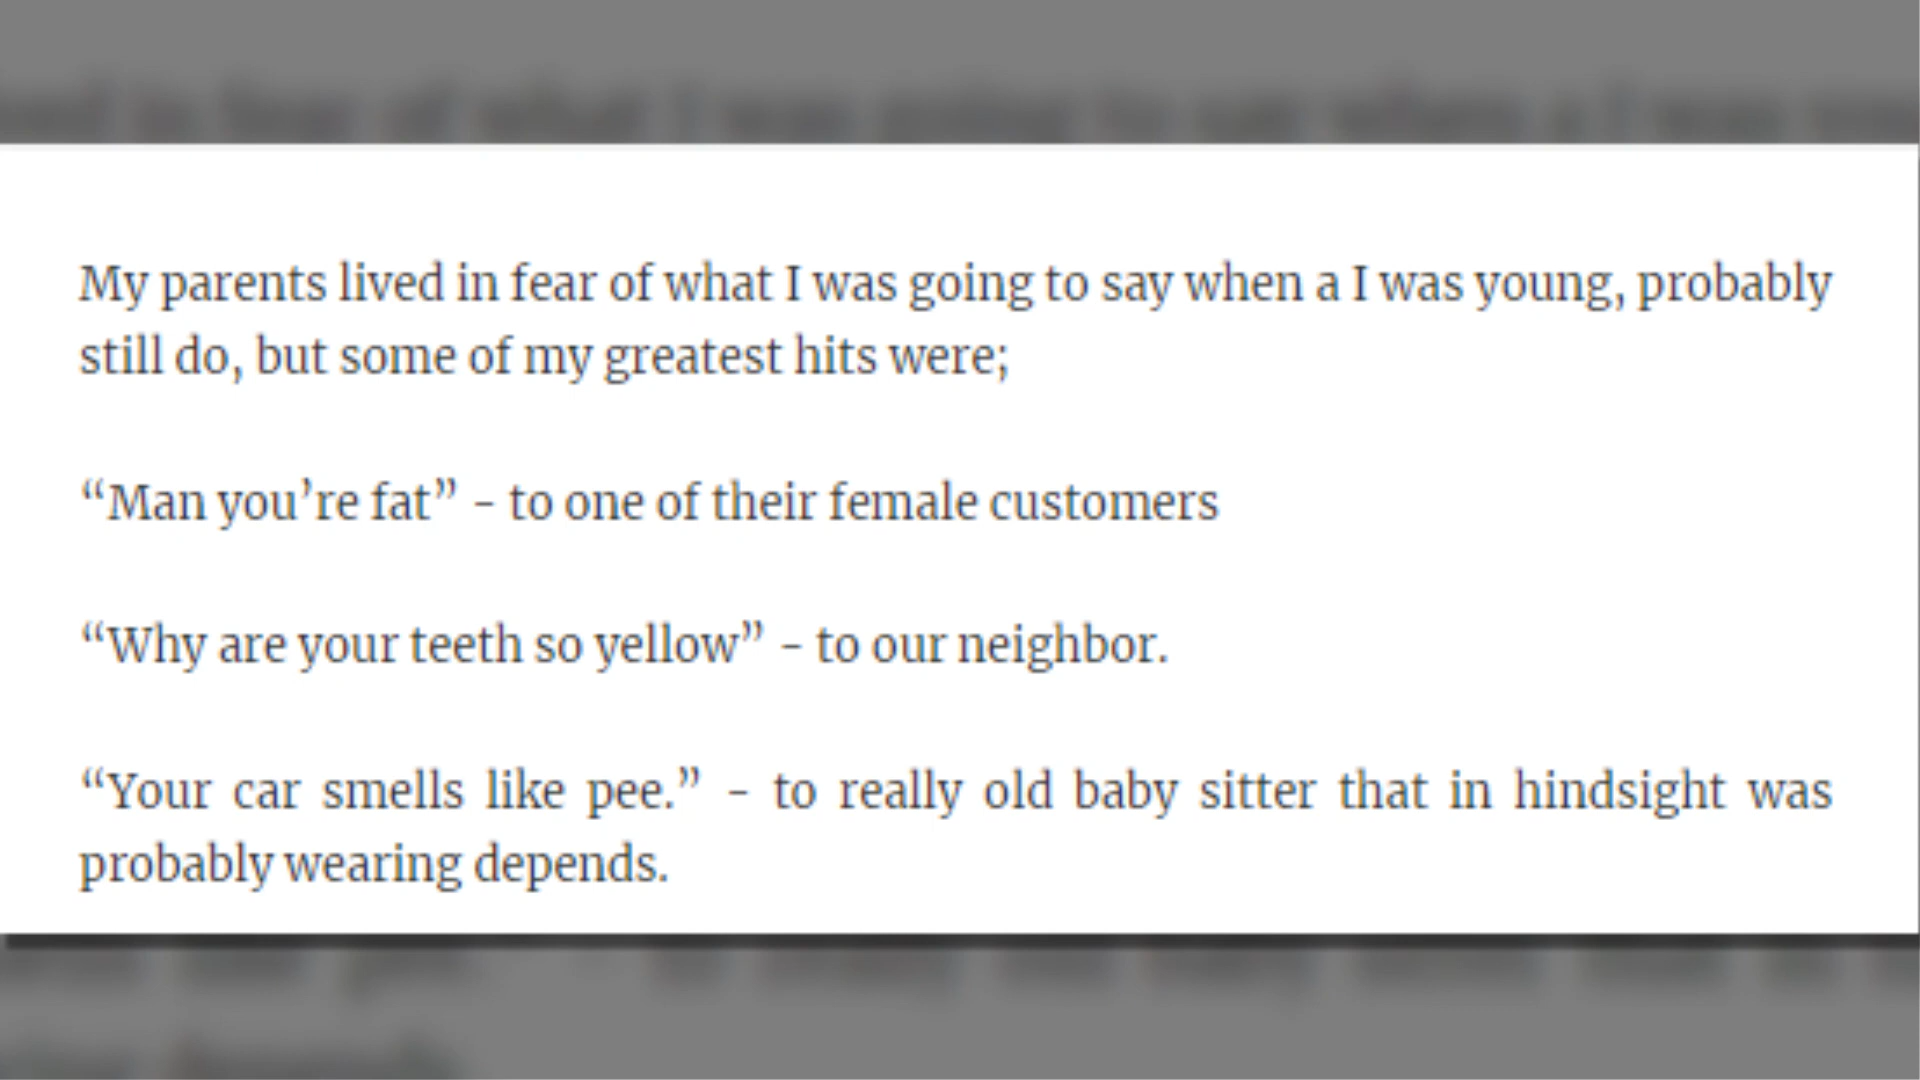 My parents lived in fear of what I was going to say when a I was young, probably
still do, but some of my greatest hits were;
“Man you’re fat” – to one of their female customers
“Why are your teeth so yellow” – to our neighbor.
“Your car smells like pee.” – to really old baby sitter that in hindsight was
probably wearing depends.